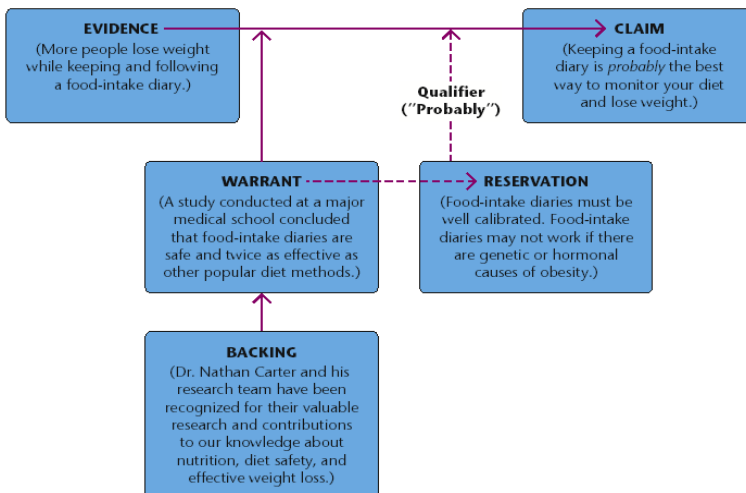 EVIDENCE
(More people lose weight
while keeping and following
a food-intake diary.)
CLAIM
(Keeping a food-intake
diary is probably the best
way to monitor your diet
and lose weight.)
Qualifier
("Probably")
WARRANT
(A study conducted at a major
medical school concluded
that food-intake diaries are
safe and twice as effective as
other popular diet methods.)
RESERVATION
(Food-intake diaries must be
well calibrated. Food-intake
diaries may not work if there
are genetic or hormonal
causes of obesity.)
BACKING
(Dr. Nathan Carter and his
research team have been
recognized for their valuable
research and contributions
to our knowledge about
nutrition, diet safety, and
effective weight loss.)